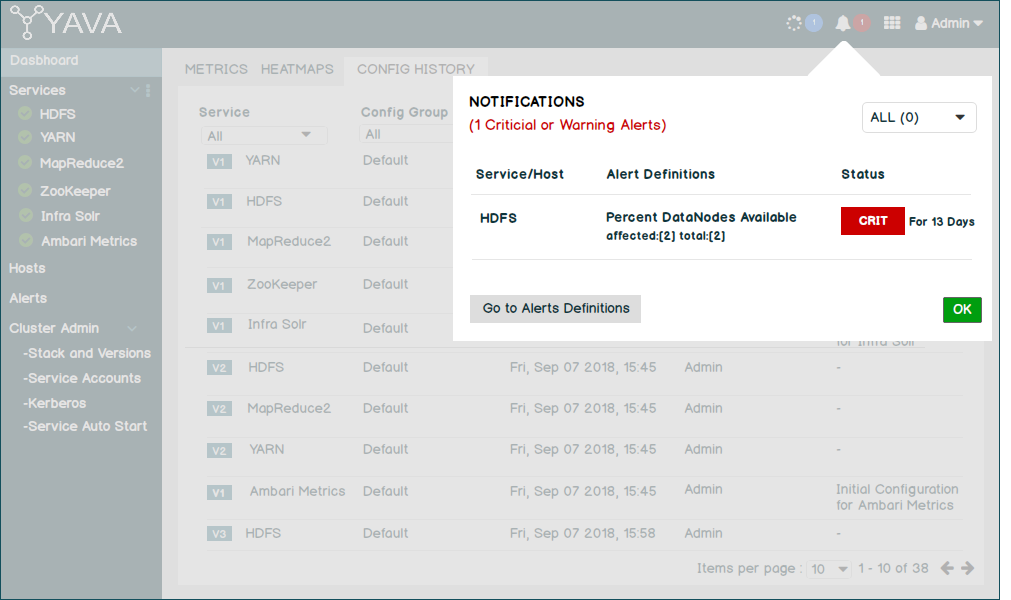 YAVA
1
1
Admin
Dasbhoard
Services
HDFS
YARN
MapReduce2
ZooKeeper
Infra Solr
Ambari Metrics
Hosts
Alerts
Cluster Admin
-Stack and Versions
-Service Accounts
-Kerberos
-Service Auto Start
METRICS HEATMAPS CONFIG HISTORY
Service Config Group
All All
V1 YARN Default
V1 HDFS Default
V1 MapReduce2 Default
V1 ZooKeeper Default
V1 Infra Solr Default
for Infra Solr
V2 HDFS Default Fri, Sep 07 2018, 15:45 Admin -
V2 MapReduce2 Default Fri, Sep 07 2018, 15:45 Admin -
V2 YARN Default Fri, Sep 07 2018, 15:45 Admin -
V1 Ambari Metrics Default Fri, Sep 07 2018, 15:45 Admin Initial Configuration
for Ambari Metrics
V3 HDFS Default Fri, Sep 07 2018, 15:58 Admin -
Items per page : 10 1 - 10 of 38
NOTIFICATIONS
(1 Criticial or Warning Alerts)
ALL (0)
Service/Host Alert Definitions Status
HDFS Percent DataNodes Available CRIT For 13 Days
affected:[2] total:[2]
Go to Alerts Definitions OK